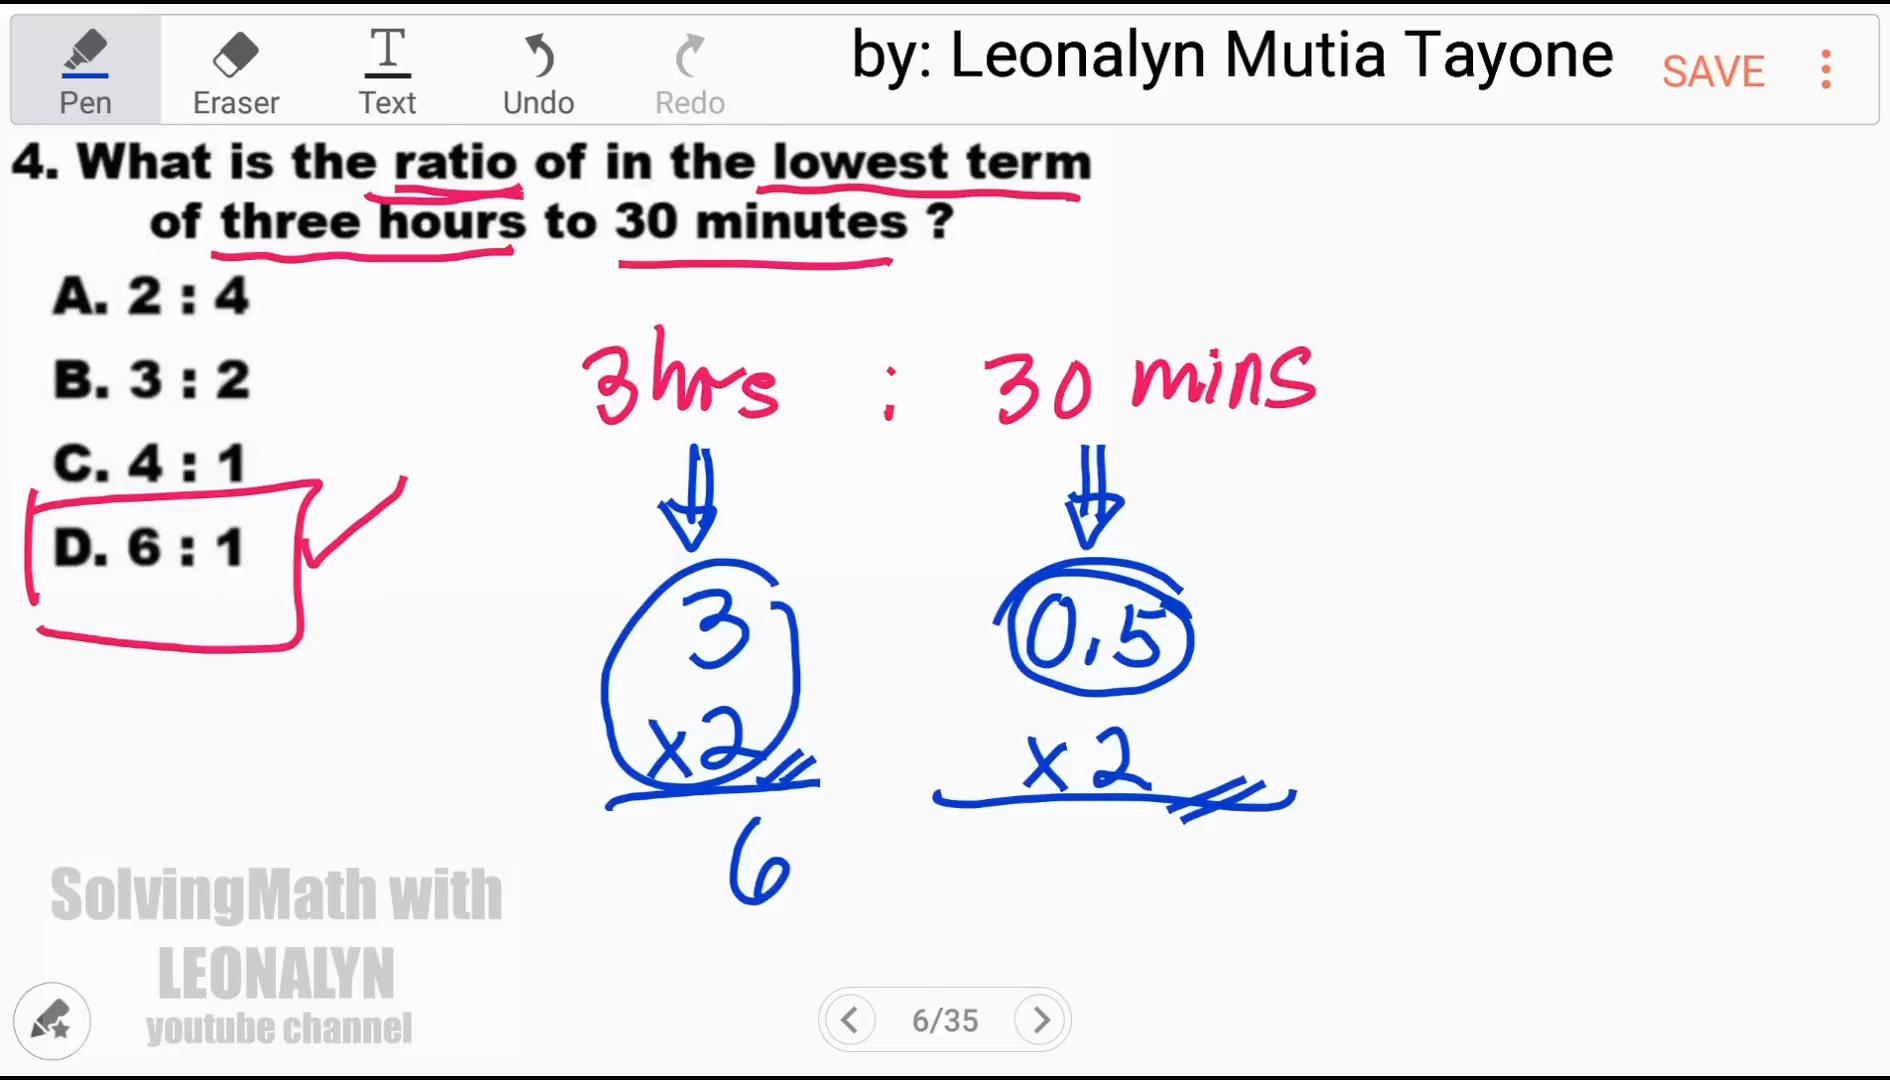 by: Leonalyn Mutia Tayone
Pen
Eraser
T
Text
Undo
Redo
SAVE
4. What is the ratio of in the lowest term
of three hours to 30 minutes ?
A. 2 : 4
B. 3 : 2
C. 4 : 1
D. 6 : 1
3 hrs : 30 mins
3 0.5
x2 x2
6
SolvingMath with
LEONALYN
youtube channel
6/35